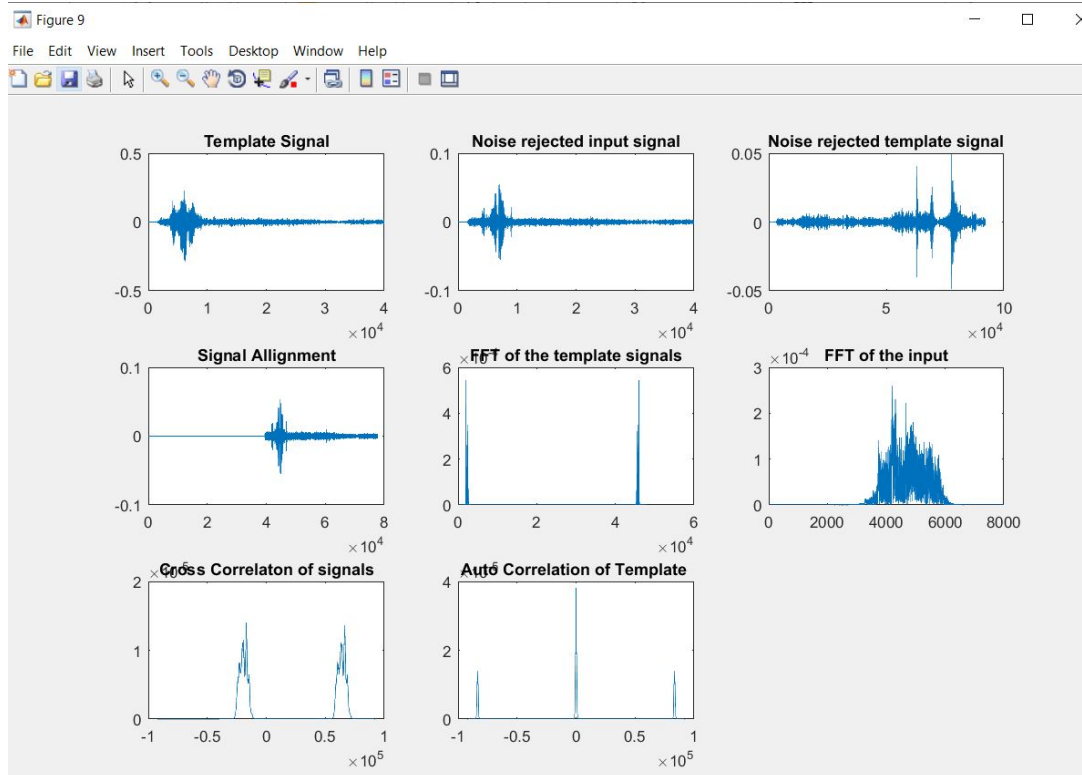 Figure 9
File Edit View Insert Tools Desktop Window Help
Template Signal
0.5
0
-0.5
0 1 2 3 4
×10^4
Noise rejected input signal
0.1
0
-0.1
0 1 2 3 4
×10^4
Noise rejected template signal
0.05
0
-0.05
0 5 10
×10^4
Signal Allignment
0.1
0
-0.1
0 2 4 6 8
×10^4
FFT of the template signals
6
4
2
0
0 2 4 6
×10^4
×10^-4
FFT of the input
3
2
1
0
0 2000 4000 6000 8000
Cross Correlaton of signals
2
1
0
-1 -0.5 0 0.5 1
×10^5
Auto Correlation of Template
4
2
0
-1 -0.5 0 0.5 1
×10^5